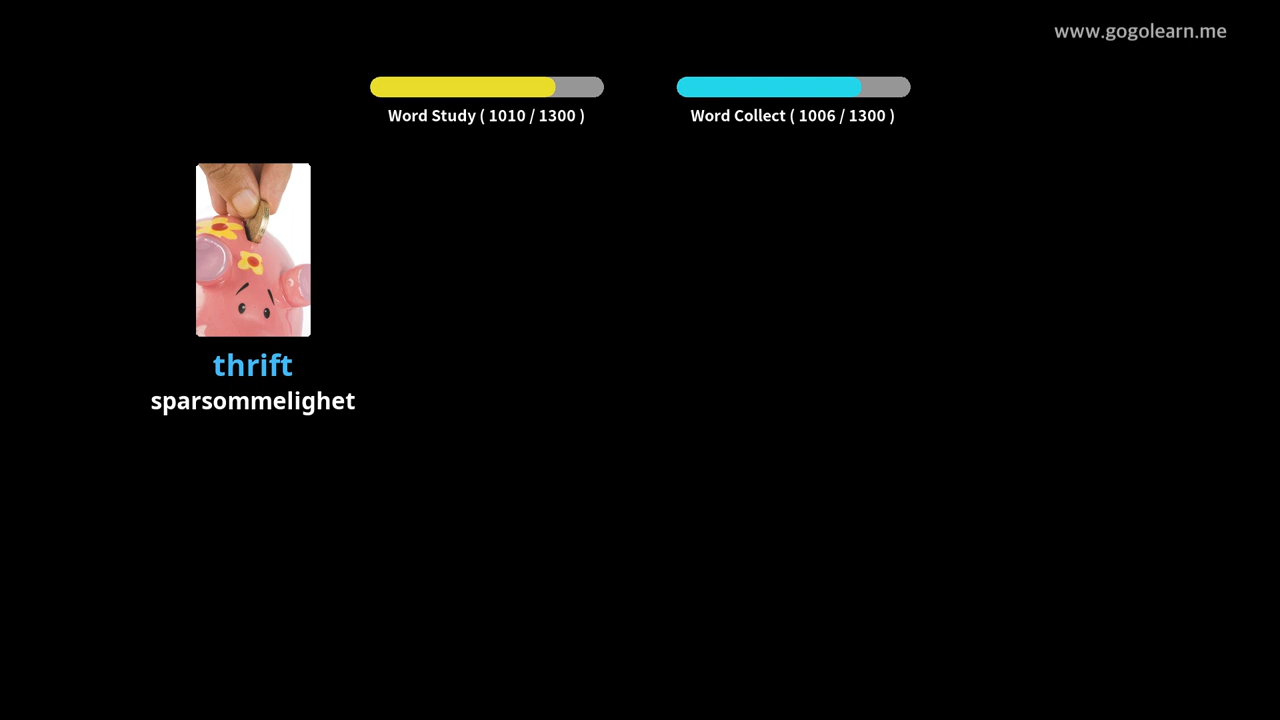 www.gogolearn.me
Word Study ( 1010 / 1300 )
Word Collect ( 1006 / 1300 )
thrift
sparsommelighet